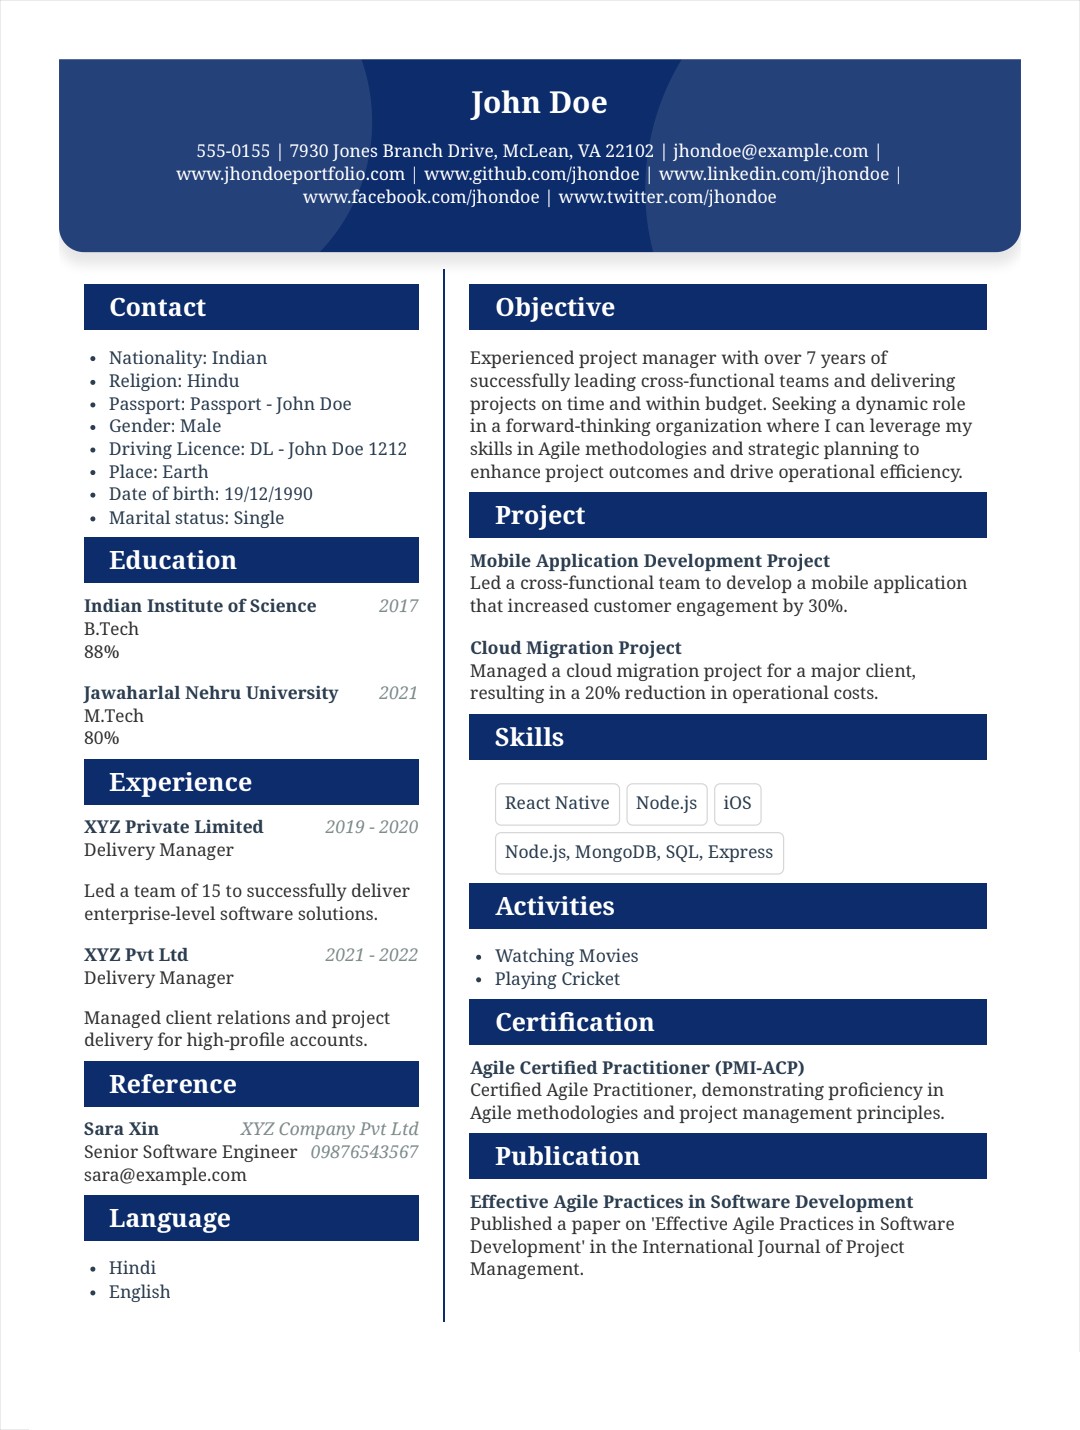 John Doe
555-0155 | 7930 Jones Branch Drive, McLean, VA 22102 | jhondoe@example.com |
www.jhondoeportfolio.com | www.github.com/jhondoe | www.linkedin.com/jhondoe |
www.facebook.com/jhondoe | www.twitter.com/jhondoe
Contact
• Nationality: Indian
• Religion: Hindu
• Passport: Passport - John Doe
• Gender: Male
• Driving Licence: DL - John Doe 1212
• Place: Earth
• Date of birth: 19/12/1990
• Marital status: Single
Education
Indian Institute of Science 2017
B.Tech
88%
Jawaharlal Nehru University 2021
M.Tech
80%
Experience
XYZ Private Limited 2019 - 2020
Delivery Manager
Led a team of 15 to successfully deliver
enterprise-level software solutions.
XYZ Pvt Ltd 2021 - 2022
Delivery Manager
Managed client relations and project
delivery for high-profile accounts.
Reference
Sara Xin XYZ Company Pvt Ltd
Senior Software Engineer 09876543567
sara@example.com
Language
• Hindi
• English
Objective
Experienced project manager with over 7 years of
successfully leading cross-functional teams and delivering
projects on time and within budget. Seeking a dynamic role
in a forward-thinking organization where I can leverage my
skills in Agile methodologies and strategic planning to
enhance project outcomes and drive operational efficiency.
Project
Mobile Application Development Project
Led a cross-functional team to develop a mobile application
that increased customer engagement by 30%.
Cloud Migration Project
Managed a cloud migration project for a major client,
resulting in a 20% reduction in operational costs.
Skills
React Native Node.js iOS
Node.js, MongoDB, SQL, Express
Activities
• Watching Movies
• Playing Cricket
Certification
Agile Certified Practitioner (PMI-ACP)
Certified Agile Practitioner, demonstrating proficiency in
Agile methodologies and project management principles.
Publication
Effective Agile Practices in Software Development
Published a paper on 'Effective Agile Practices in Software
Development' in the International Journal of Project
Management.